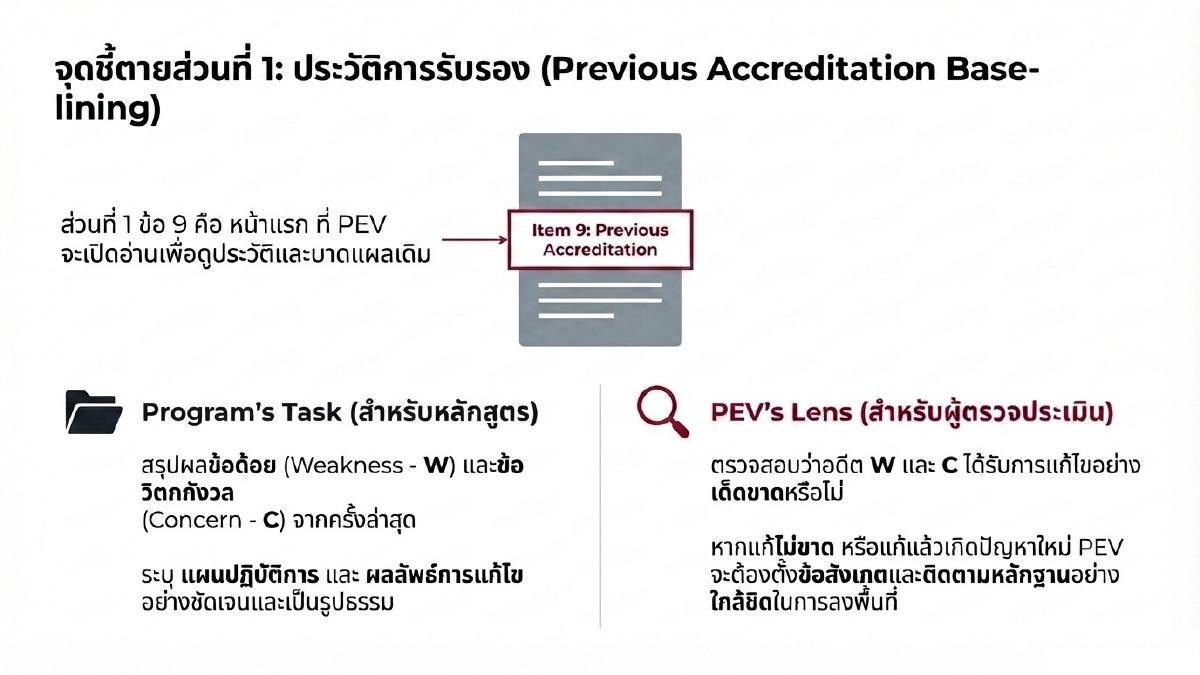 จุดชี้ตายส่วนที่ 1: ประวัติการรับรอง (Previous Accreditation Base-
lining)
ส่วนที่ 1 ข้อ 9 คือ หน้าแรก ที่ PEV
จะเปิดอ่านเพื่อดูประวัติและบาดแผลเดิม
Item 9: Previous
Accreditation
Program's Task (สำหรับหลักสูตร)
สรุปผลข้อด้อย (Weakness - W) และข้อ
วิตกกังวล
(Concern - C) จากครั้งล่าสุด
ระบุ แผนปฏิบัติการ และ ผลลัพธ์การแก้ไข
อย่างชัดเจนและเป็นรูปธรรม
PEV's Lens (สำหรับผู้ตรวจประเมิน)
ตรวจสอบว่าอดีต W และ C ได้รับการแก้ไขอย่าง
เด็ดขาดหรือไม่
หากแก้ไม่ขาด หรือแก้แล้วเกิดปัญหาใหม่ PEV
จะต้องตั้งข้อสังเกตและติดตามหลักฐานอย่าง
ใกล้ชิดในการลงพื้นที่